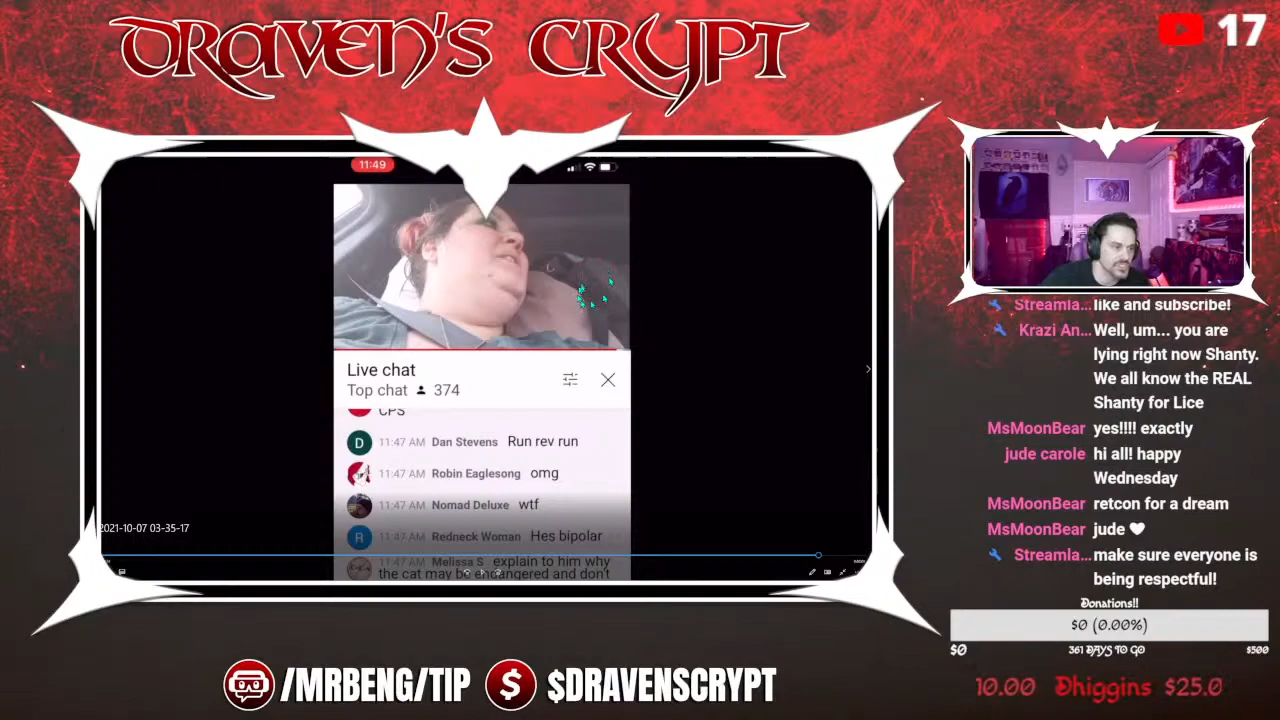 DRAVEN'S CRYPT
17
11:49
Live chat
Top chat 374
CPS
D 11:47 AM Dan Stevens Run rev run
11:47 AM Robin Eaglesong omg
11:47 AM Nomad Deluxe wtf
R 11:47 AM Redneck Woman Hes bipolar
11:47 AM Melissa S explain to him why
the cat may be endangered and don't
2021-10-07 03-35-17
Streamla... like and subscribe!
Krazi An... Well, um... you are
lying right now Shanty.
We all know the REAL
Shanty for Lice
MsMoonBear yes!!!! exactly
jude carole hi all! happy
Wednesday
MsMoonBear retcon for a dream
MsMoonBear jude
Streamla... make sure everyone is
being respectful!
Donations!!
$0 (0.00%)
$0 361 DAYS TO GO $500
10.00 Dhiggins $25.0
/MRBENG/TIP $ $DRAVENSCRYPT